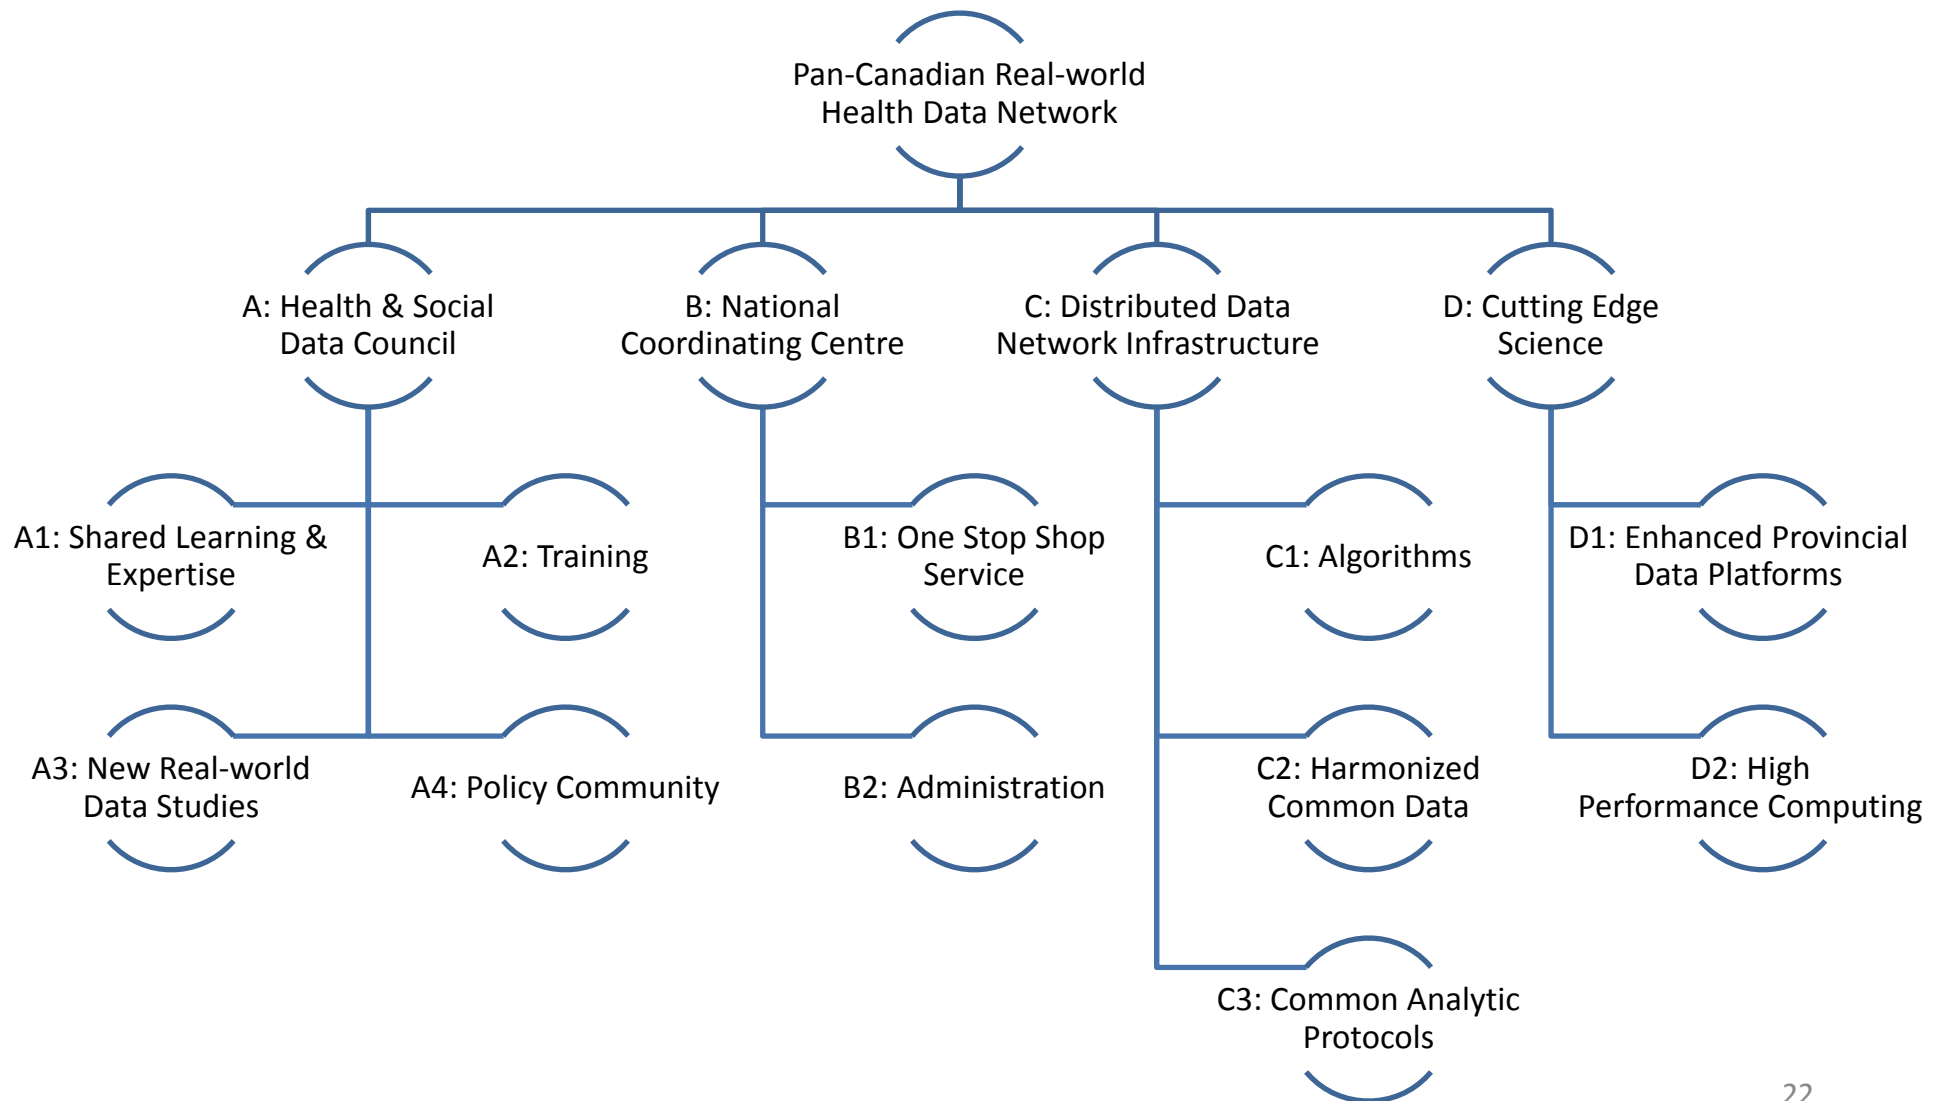 Pan-Canadian Real-world
Health Data Network
A: Health & Social
Data Council
B: National
Coordinating Centre
C: Distributed Data
Network Infrastructure
D: Cutting Edge
Science
A1: Shared Learning &
Expertise
A2: Training
B1: One Stop Shop
Service
C1: Algorithms
D1: Enhanced Provincial
Data Platforms
A3: New Real-world
Data Studies
A4: Policy Community
B2: Administration
C2: Harmonized
Common Data
D2: High
Performance Computing
C3: Common Analytic
Protocols
22